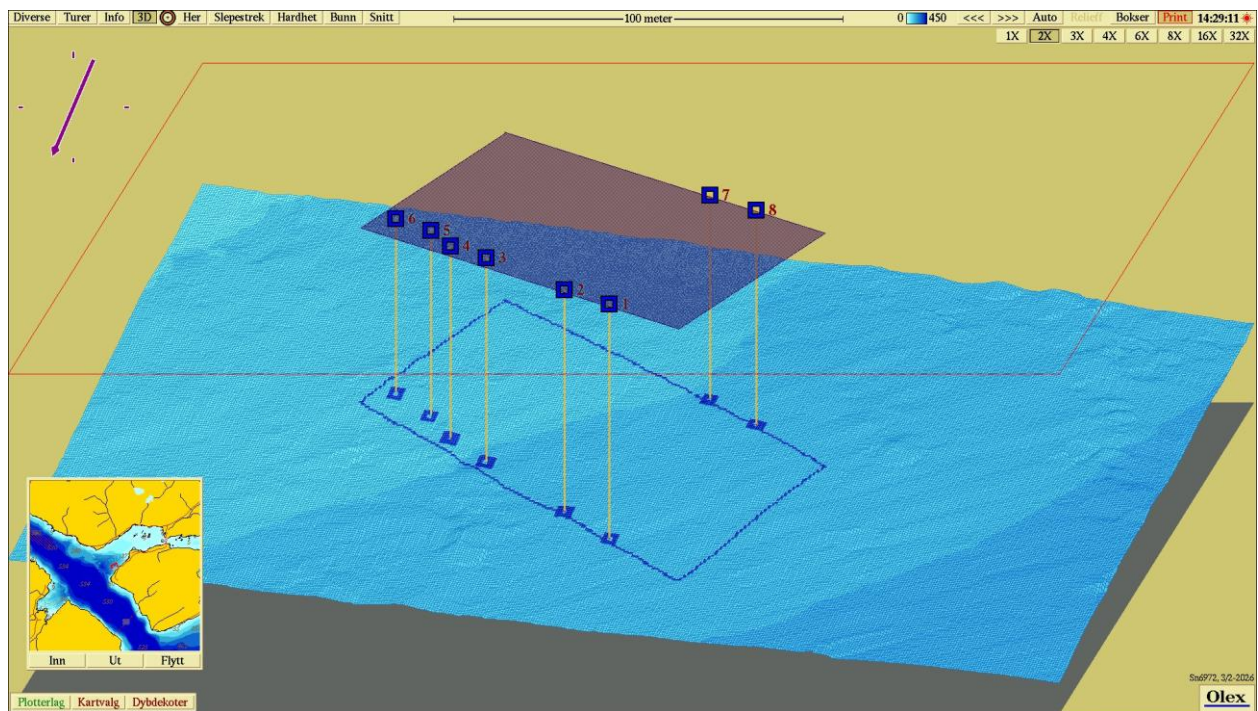 Diverse Turer Info 3D Her Slepestrek Hardhet Bunn Snitt 100 meter 0 450 <<< >>> Auto Relieff Bokser Print 14:29:11
1X 2X 3X 4X 6X 8X 16X 32X
7
8
6
5
4
3
2
1
Inn Ut Flytt
Sn6972, 3/2-2026
Plotterlag Kartvalg Dybdekoter
Olex